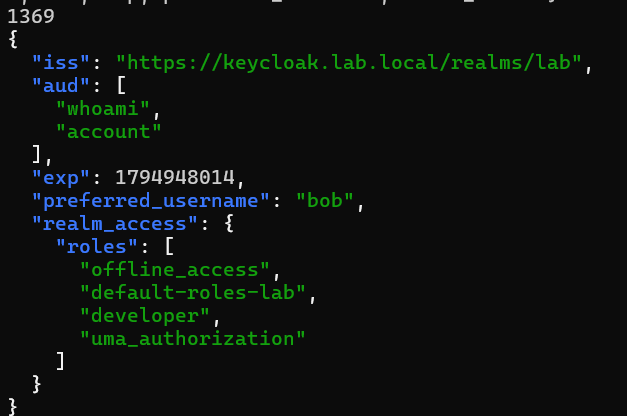 1369
{
  "iss": "https://keycloak.lab.local/realms/lab",
  "aud": [
    "whoami",
    "account"
  ],
  "exp": 1794948014,
  "preferred_username": "bob",
  "realm_access": {
    "roles": [
      "offline_access",
      "default-roles-lab",
      "developer",
      "uma_authorization"
    ]
  }
}